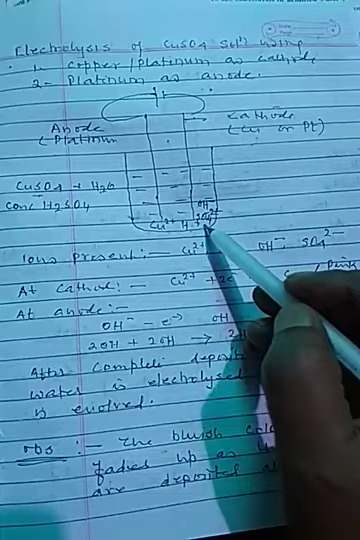 Electrolysis of CuSO4 Soln using
1. Copper/Platinum as cathode
2- Platinum as anode.
Anode
(Platinum
Cathode
(Cu or Pt)
CuSO4 + H2O
Conc H2SO4
OH-
SO4 2-
Cu2+ H+
Ions Present:- Cu2+ OH- SO4 2-
At Cathode:- Cu2+ + 2e-
At anode:-
OH- - e- → OH
2OH + 2OH → 2H
After complete deposit
water is electrolysed
is evolved.
obs :- The bluish colo
fades up as
are deposited a